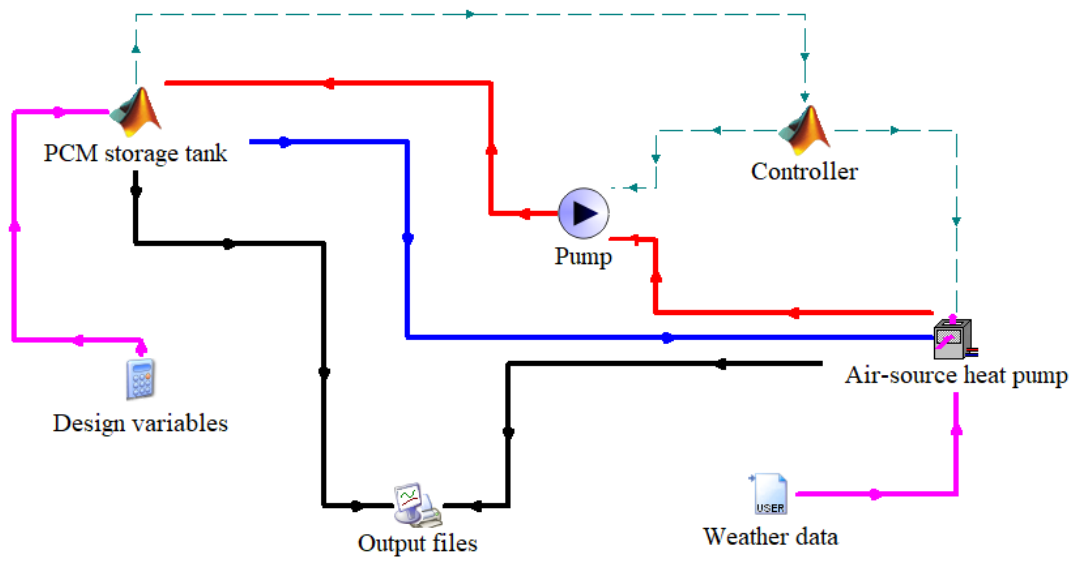 PCM storage tank
Controller
Pump
Air-source heat pump
Design variables
USER
Weather data
Output files